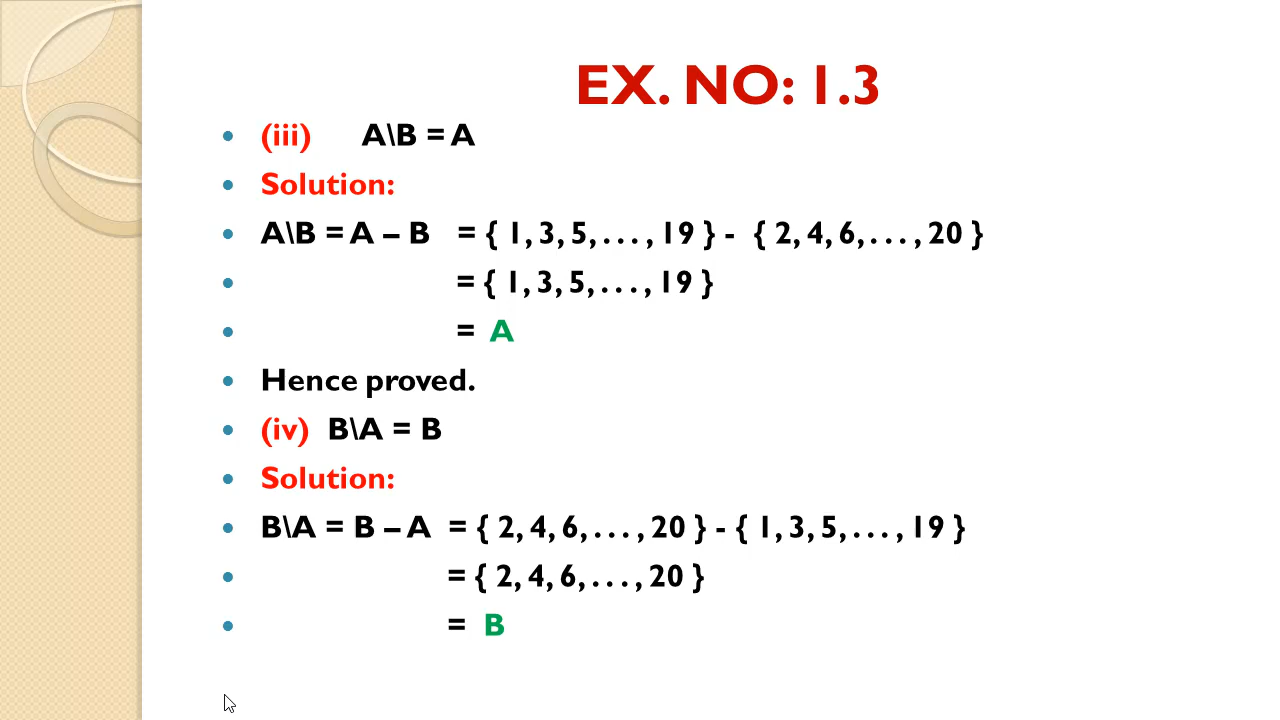 EX. NO: 1.3
• (iii) A\B = A
• Solution:
• A\B = A – B = { 1, 3, 5, . . . , 19 } - { 2, 4, 6, . . . , 20 }
• = { 1, 3, 5, . . . , 19 }
• = A
• Hence proved.
• (iv) B\A = B
• Solution:
• B\A = B – A = { 2, 4, 6, . . . , 20 } - { 1, 3, 5, . . . , 19 }
• = { 2, 4, 6, . . . , 20 }
• = B